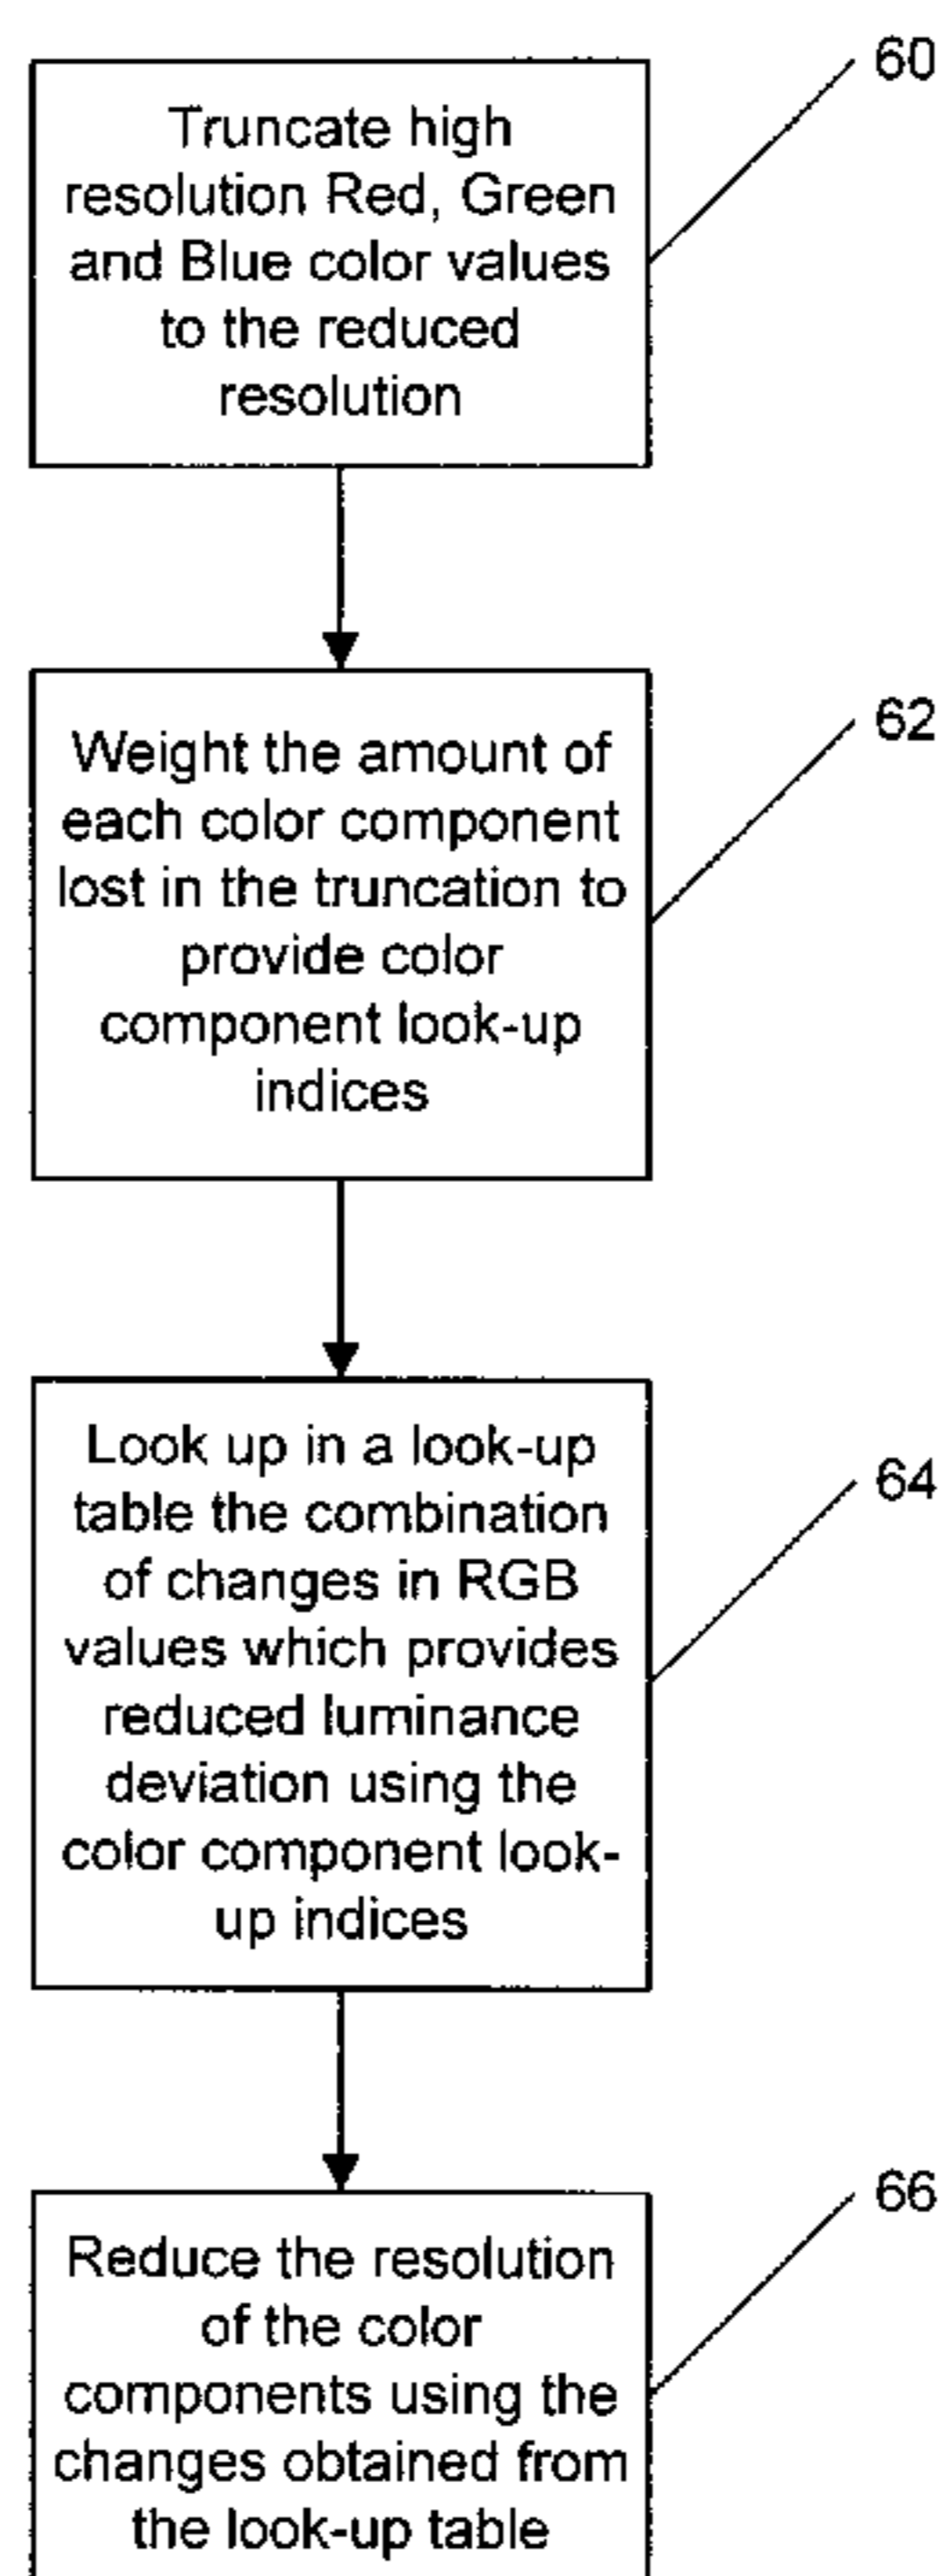 60
Truncate high
resolution Red, Green
and Blue color values
to the reduced
resolution
62
Weight the amount of
each color component
lost in the truncation to
provide color
component look-up
indices
64
Look up in a look-up
table the combination
of changes in RGB
values which provides
reduced luminance
deviation using the
color component look-
up indices
66
Reduce the resolution
of the color
components using the
changes obtained from
the look-up table